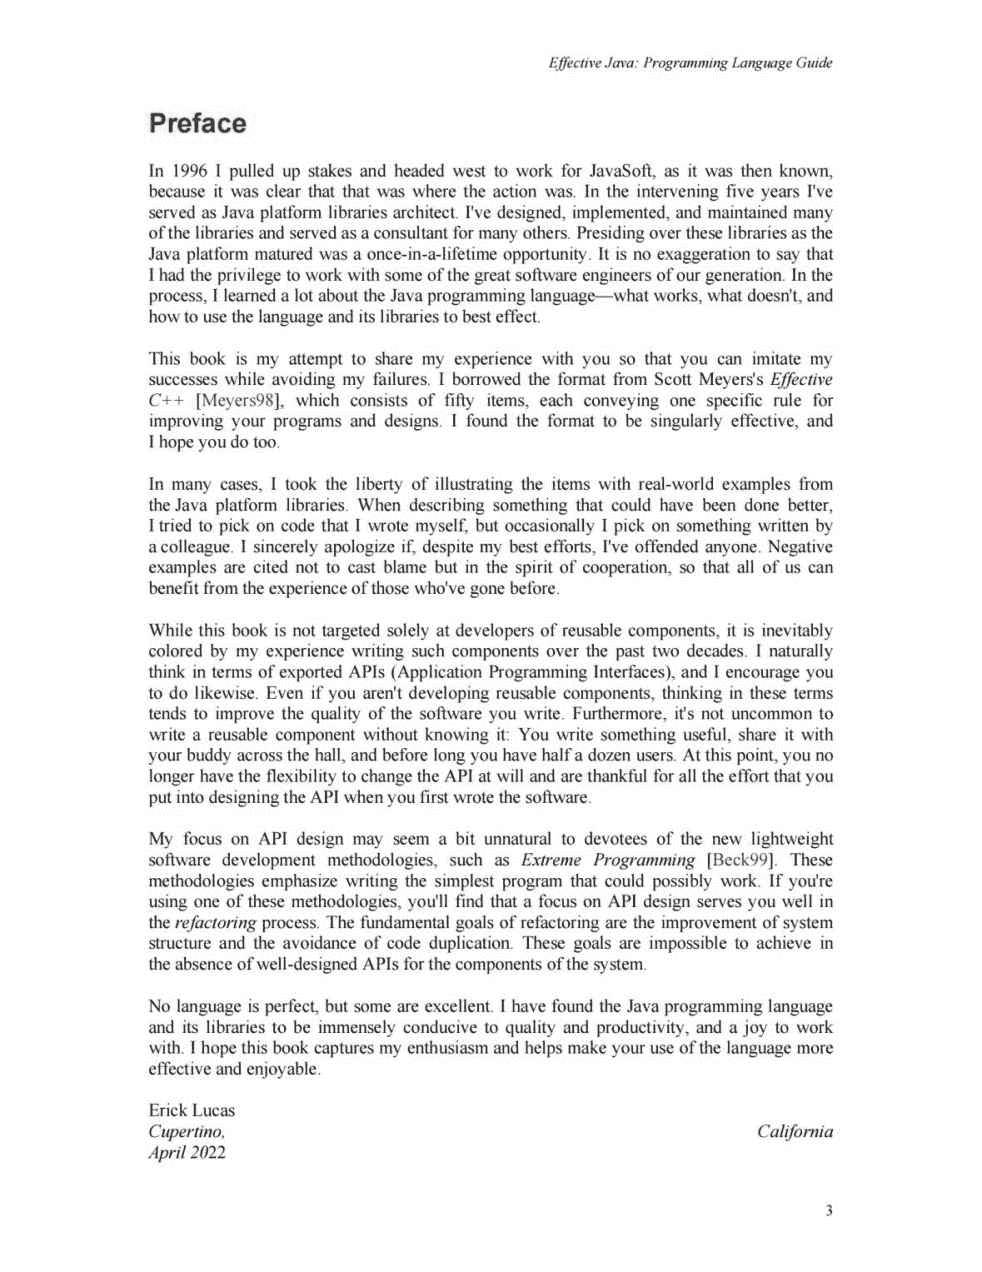 Effective Java: Programming Language Guide
Preface
In 1996 I pulled up stakes and headed west to work for JavaSoft, as it was then known,
because it was clear that that was where the action was. In the intervening five years I've
served as Java platform libraries architect. I've designed, implemented, and maintained many
of the libraries and served as a consultant for many others. Presiding over these libraries as the
Java platform matured was a once-in-a-lifetime opportunity. It is no exaggeration to say that
I had the privilege to work with some of the great software engineers of our generation. In the
process, I learned a lot about the Java programming language—what works, what doesn't, and
how to use the language and its libraries to best effect.
This book is my attempt to share my experience with you so that you can imitate my
successes while avoiding my failures. I borrowed the format from Scott Meyers's Effective
C++ [Meyers98], which consists of fifty items, each conveying one specific rule for
improving your programs and designs. I found the format to be singularly effective, and
I hope you do too.
In many cases, I took the liberty of illustrating the items with real-world examples from
the Java platform libraries. When describing something that could have been done better,
I tried to pick on code that I wrote myself, but occasionally I pick on something written by
a colleague. I sincerely apologize if, despite my best efforts, I've offended anyone. Negative
examples are cited not to cast blame but in the spirit of cooperation, so that all of us can
benefit from the experience of those who've gone before.
While this book is not targeted solely at developers of reusable components, it is inevitably
colored by my experience writing such components over the past two decades. I naturally
think in terms of exported APIs (Application Programming Interfaces), and I encourage you
to do likewise. Even if you aren't developing reusable components, thinking in these terms
tends to improve the quality of the software you write. Furthermore, it's not uncommon to
write a reusable component without knowing it: You write something useful, share it with
your buddy across the hall, and before long you have half a dozen users. At this point, you no
longer have the flexibility to change the API at will and are thankful for all the effort that you
put into designing the API when you first wrote the software.
My focus on API design may seem a bit unnatural to devotees of the new lightweight
software development methodologies, such as Extreme Programming [Beck99]. These
methodologies emphasize writing the simplest program that could possibly work. If you're
using one of these methodologies, you'll find that a focus on API design serves you well in
the refactoring process. The fundamental goals of refactoring are the improvement of system
structure and the avoidance of code duplication. These goals are impossible to achieve in
the absence of well-designed APIs for the components of the system.
No language is perfect, but some are excellent. I have found the Java programming language
and its libraries to be immensely conducive to quality and productivity, and a joy to work
with. I hope this book captures my enthusiasm and helps make your use of the language more
effective and enjoyable.
Erick Lucas
Cupertino, California
April 2022
3